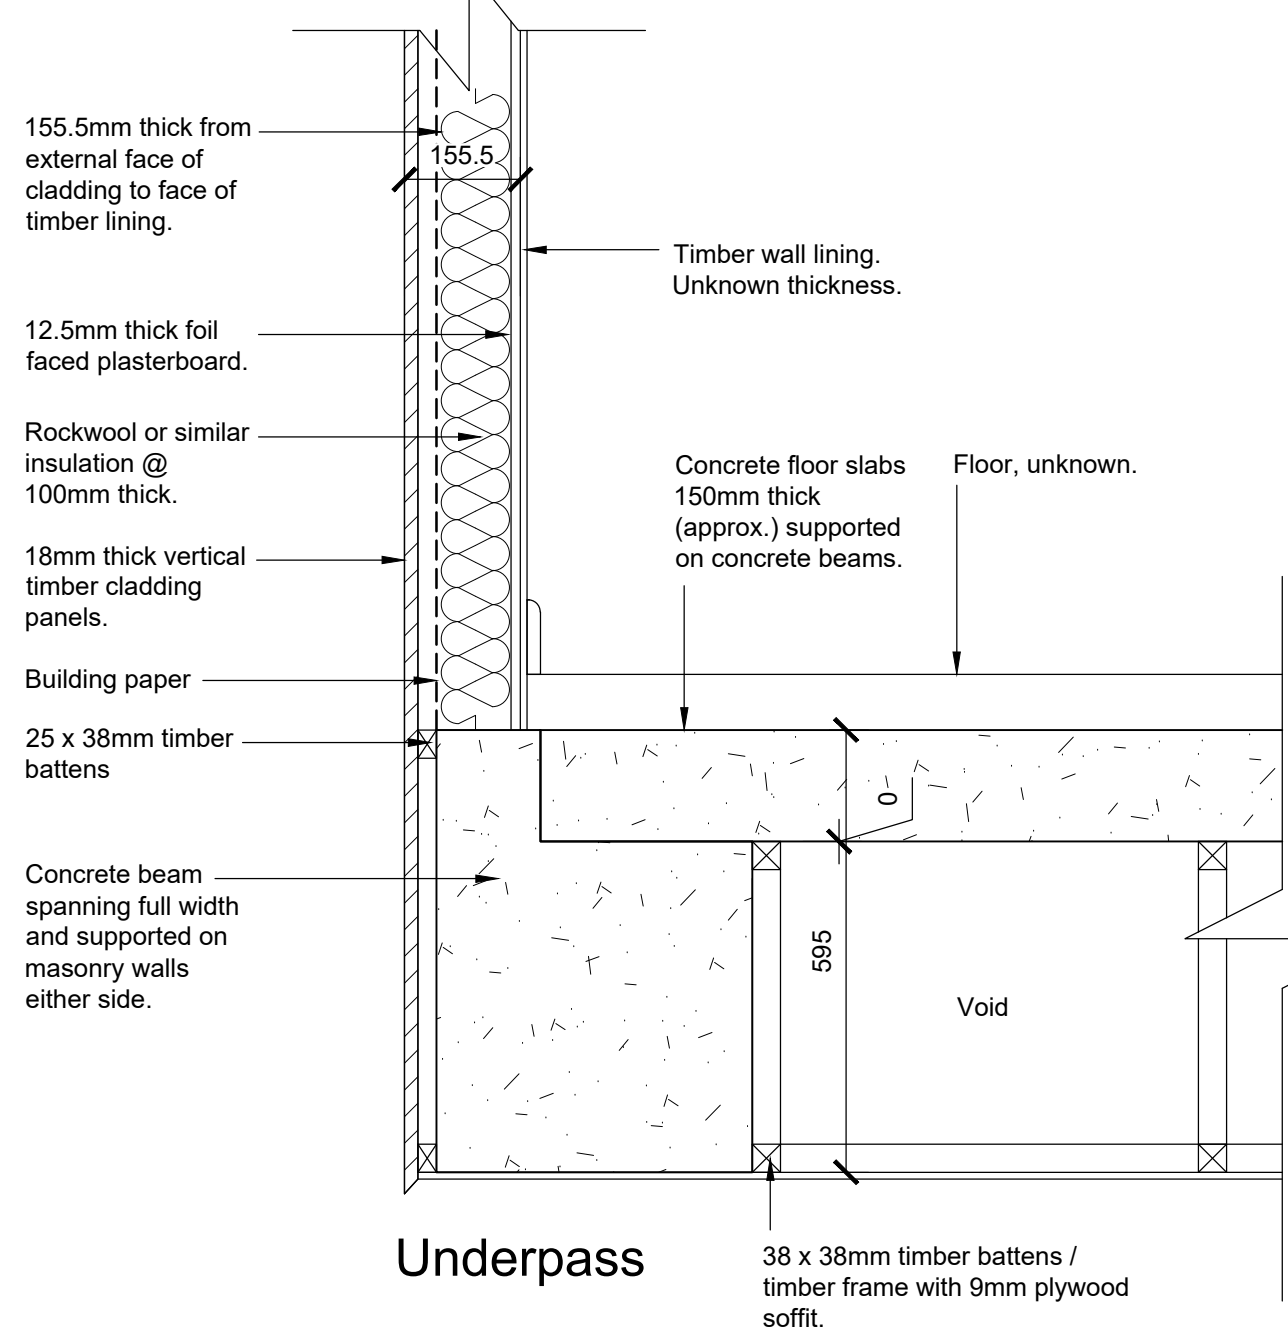 155.5mm thick from
external face of
cladding to face of
timber lining.
155.5
Timber wall lining.
Unknown thickness.
12.5mm thick foil
faced plasterboard.
Rockwool or similar
insulation @
100mm thick.
Concrete floor slabs
150mm thick
(approx.) supported
on concrete beams.
Floor, unknown.
18mm thick vertical
timber cladding
panels.
Building paper
25 x 38mm timber
battens
0
Concrete beam
spanning full width
and supported on
masonry walls
either side.
595
Void
Underpass
38 x 38mm timber battens /
timber frame with 9mm plywood
soffit.